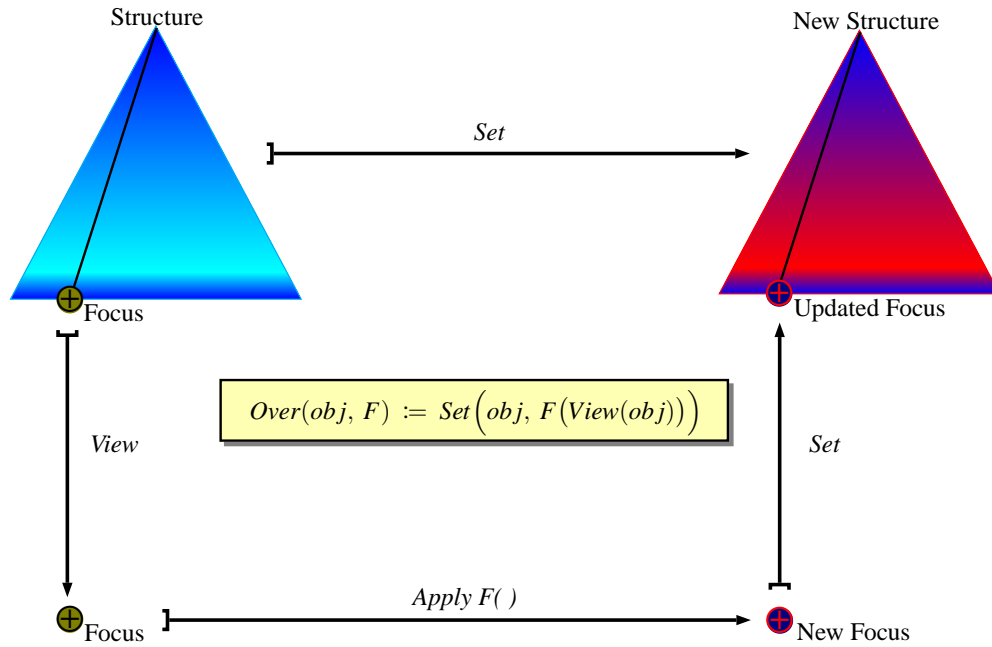 Structure
New Structure
Set
Focus
Updated Focus
Over(obj, F) := Set(obj, F(View(obj)))
View
Set
Apply F( )
Focus
New Focus